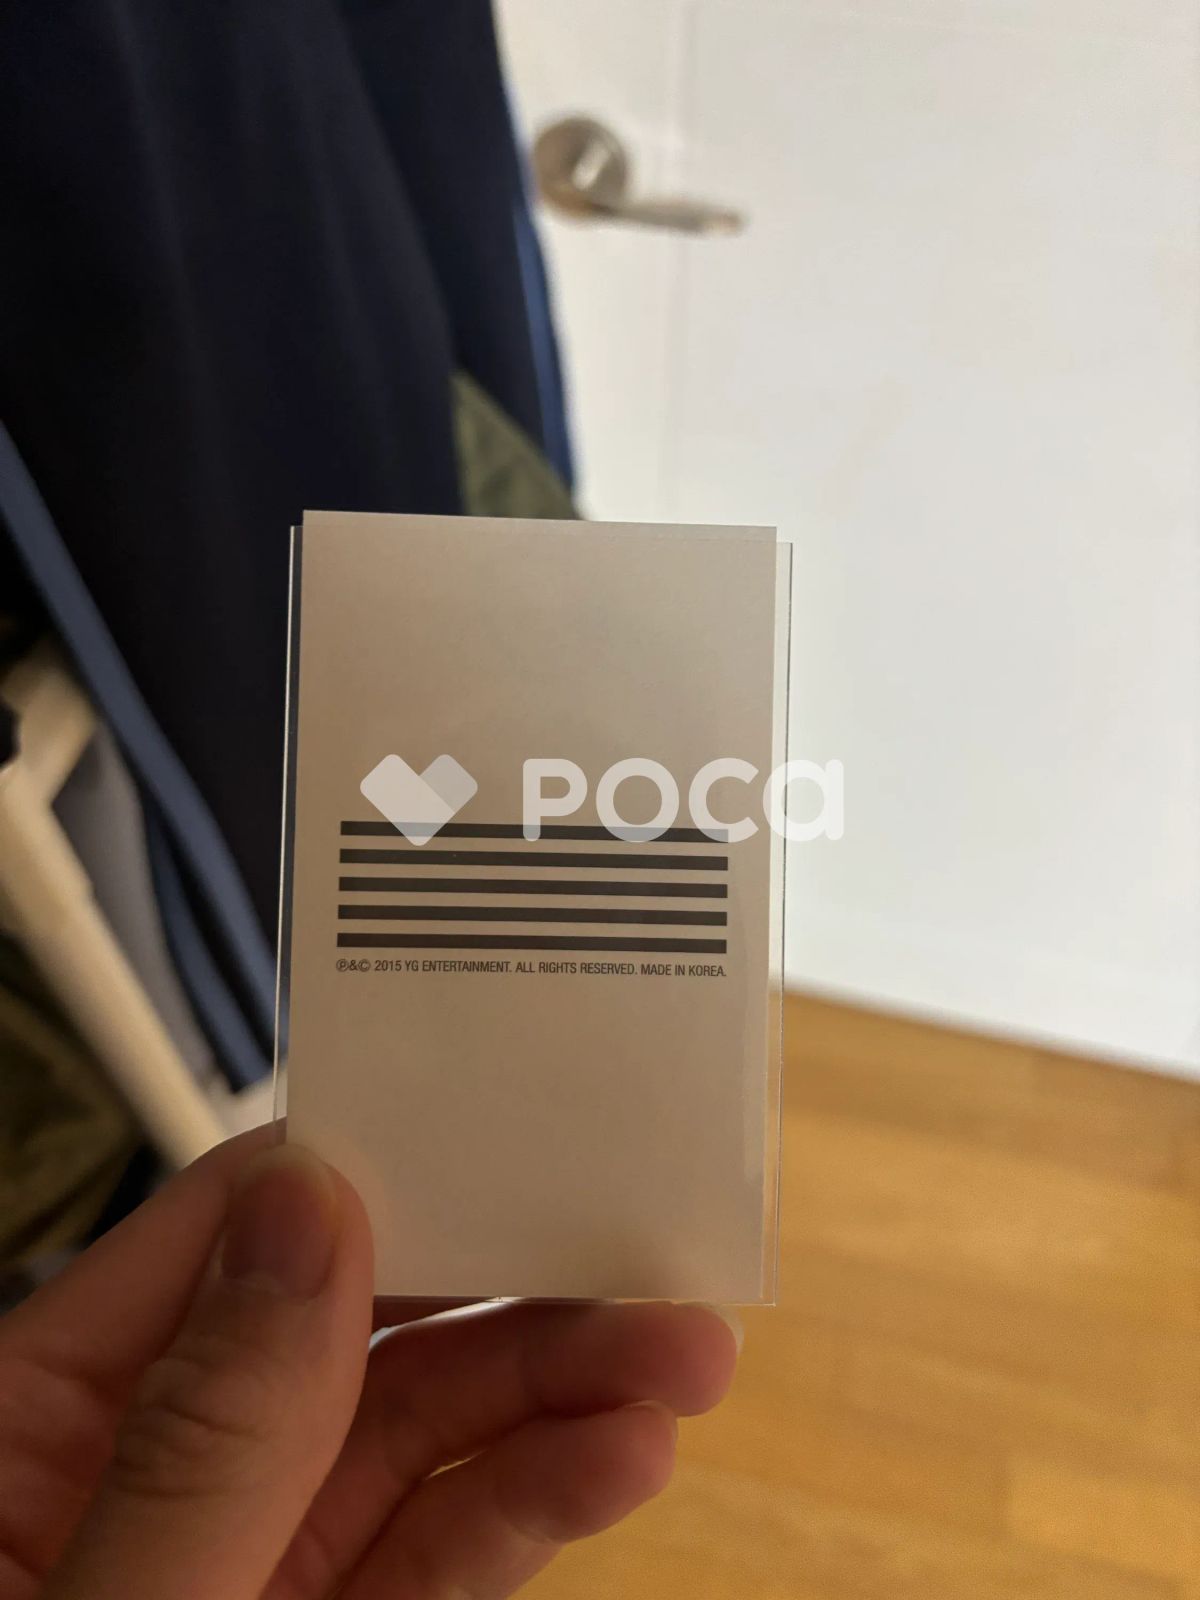 POCA
℗&© 2015 YG ENTERTAINMENT. ALL RIGHTS RESERVED. MADE IN KOREA.